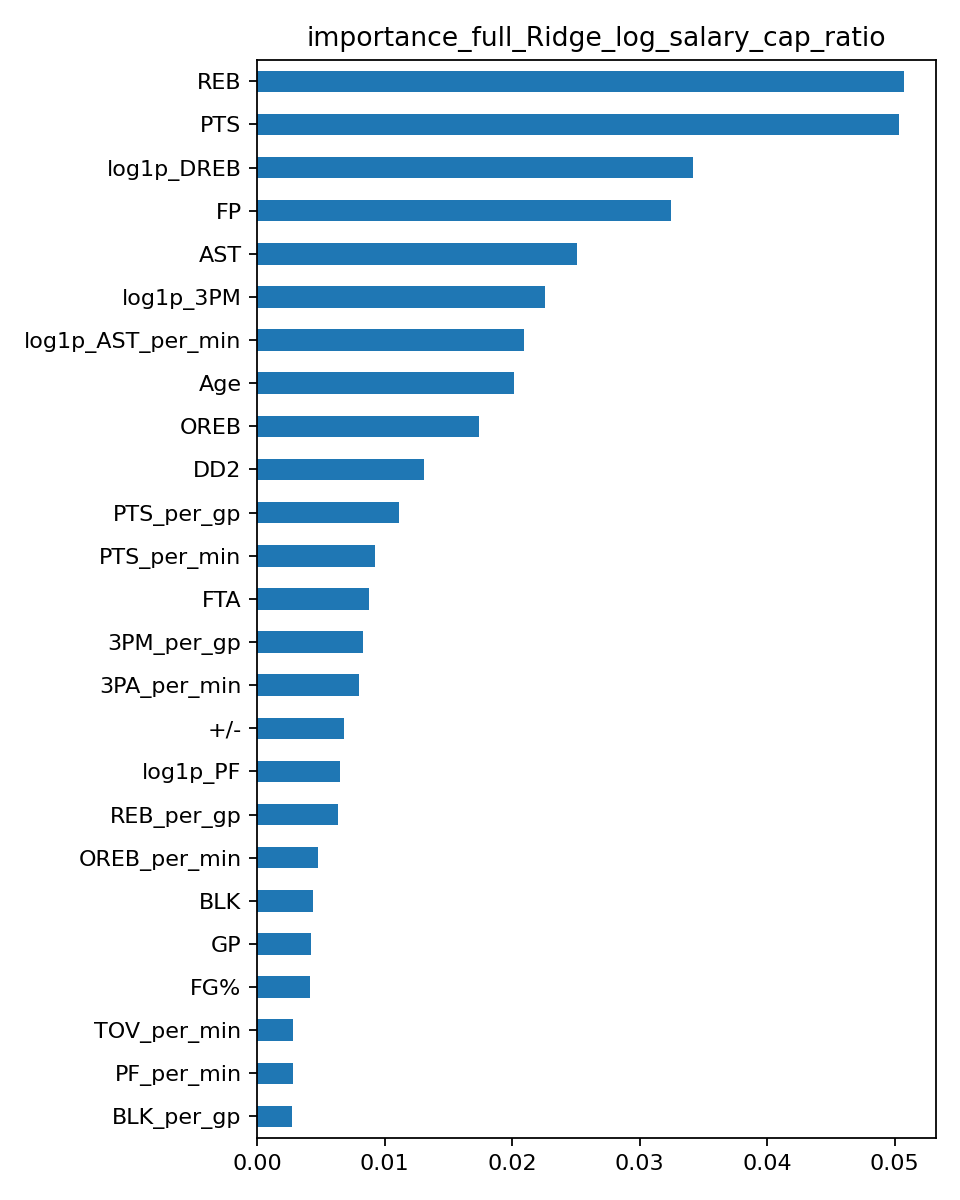 importance_full_Ridge_log_salary_cap_ratio
REB
PTS
log1p_DREB
FP
AST
log1p_3PM
log1p_AST_per_min
Age
OREB
DD2
PTS_per_gp
PTS_per_min
FTA
3PM_per_gp
3PA_per_min
+/-
log1p_PF
REB_per_gp
OREB_per_min
BLK
GP
FG%
TOV_per_min
PF_per_min
BLK_per_gp
0.00 0.01 0.02 0.03 0.04 0.05